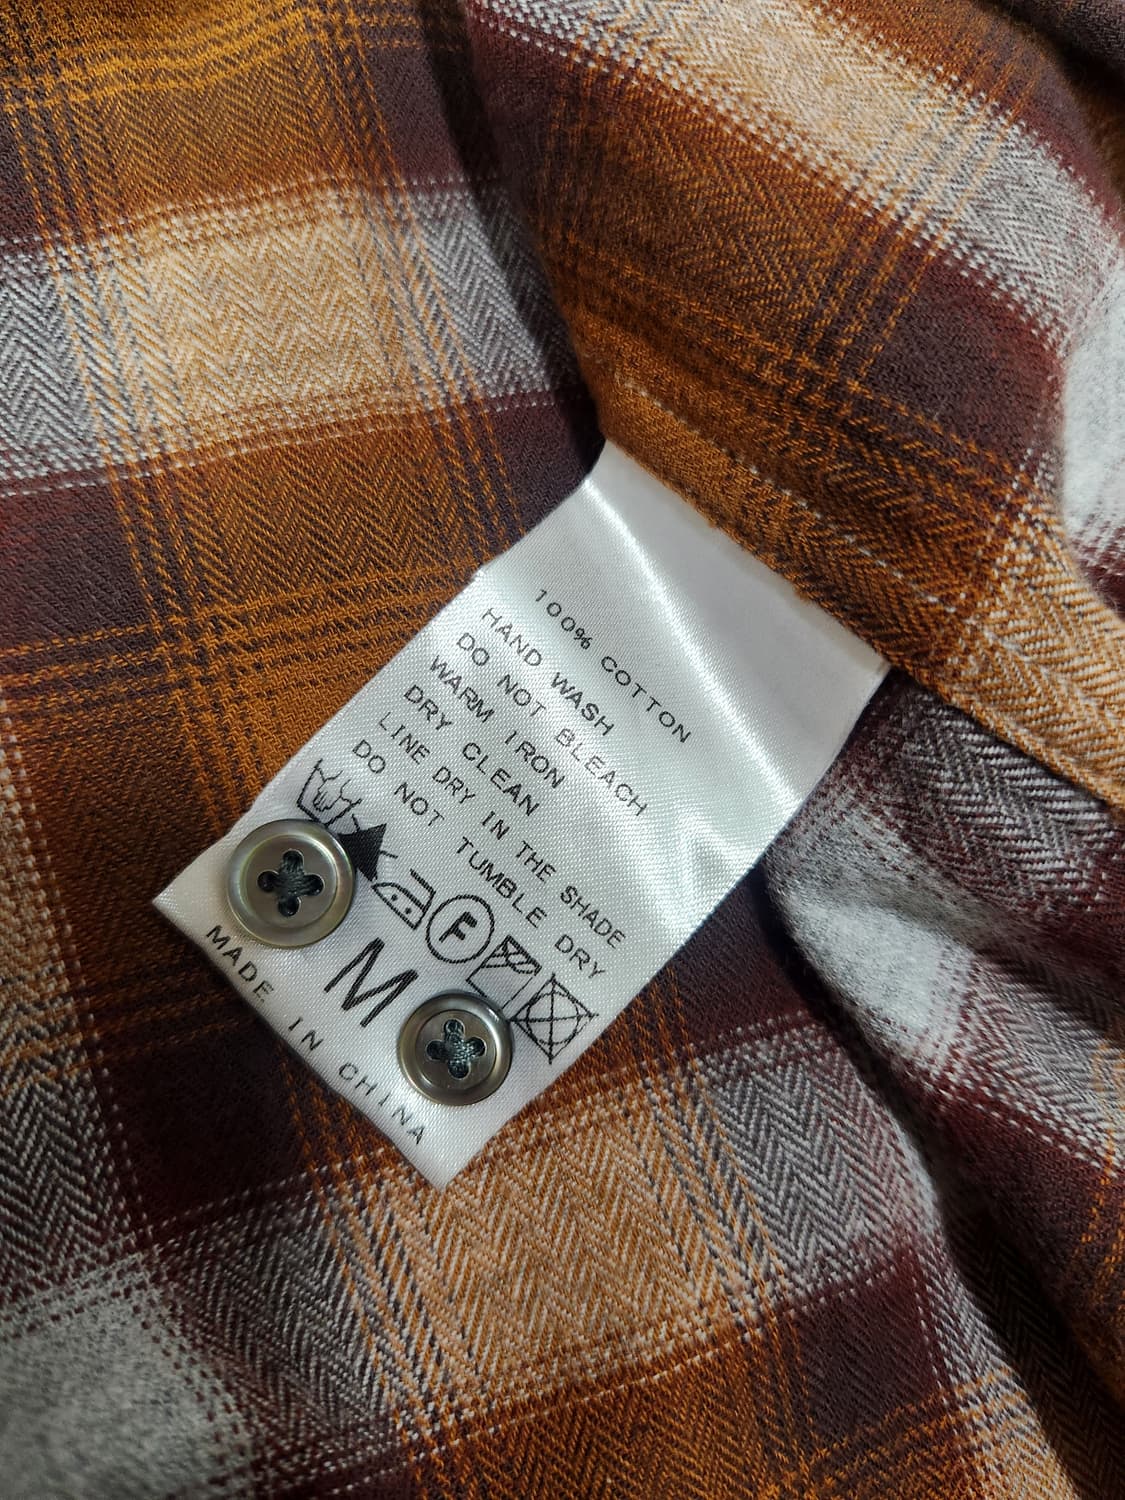 100% COTTON
HAND WASH
DO NOT BLEACH
WARM IRON
DRY CLEAN
LINE DRY IN THE SHADE
DO NOT TUMBLE DRY
F
M
MADE IN CHINA